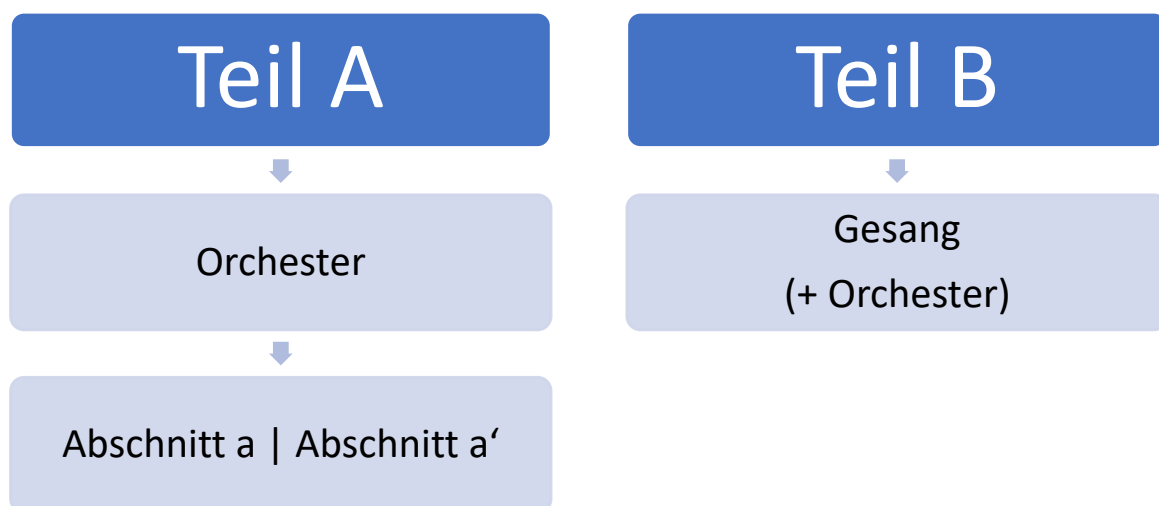 Teil A
Orchester
Abschnitt a | Abschnitt a‘
Teil B
Gesang
(+ Orchester)